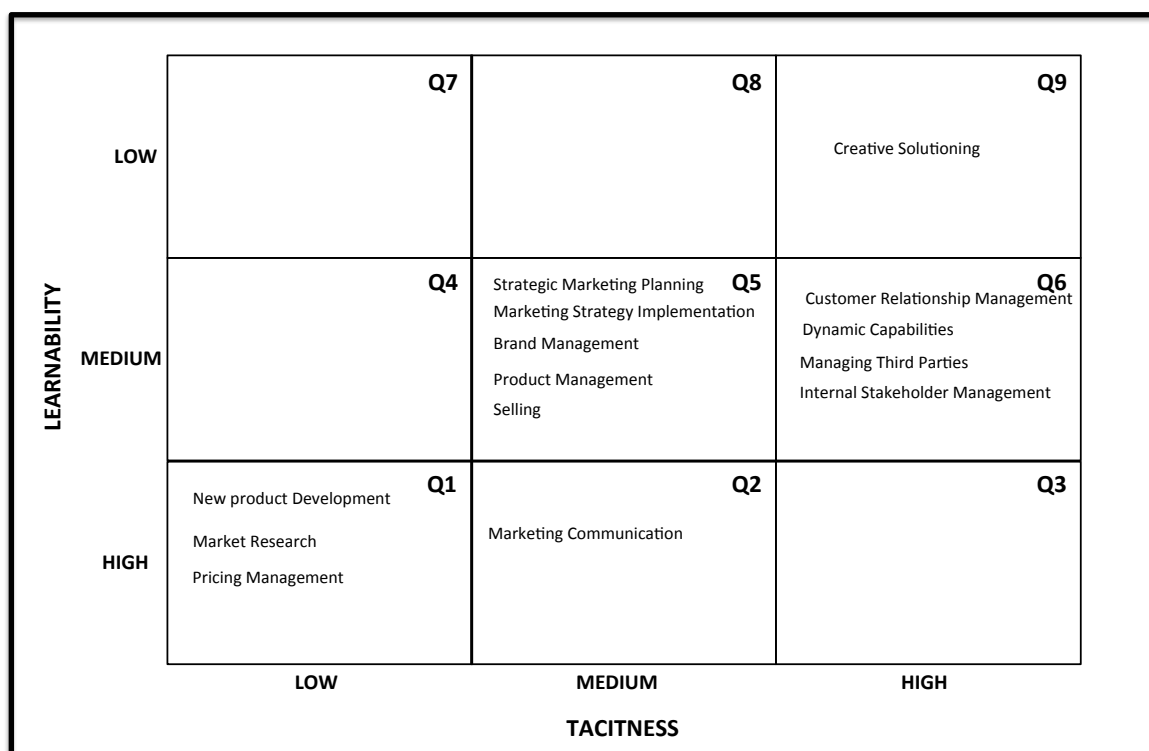 Q7
Q8
Q9
LOW
Creative Solutioning
LEARNABILITY
MEDIUM
Q4
Strategic Marketing Planning
Q5
Marketing Strategy Implementation
Brand Management
Product Management
Selling
Q6
Customer Relationship Management
Dynamic Capabilities
Managing Third Parties
Internal Stakeholder Management
HIGH
Q1
New product Development
Market Research
Pricing Management
Q2
Marketing Communication
Q3
LOW
MEDIUM
HIGH
TACITNESS